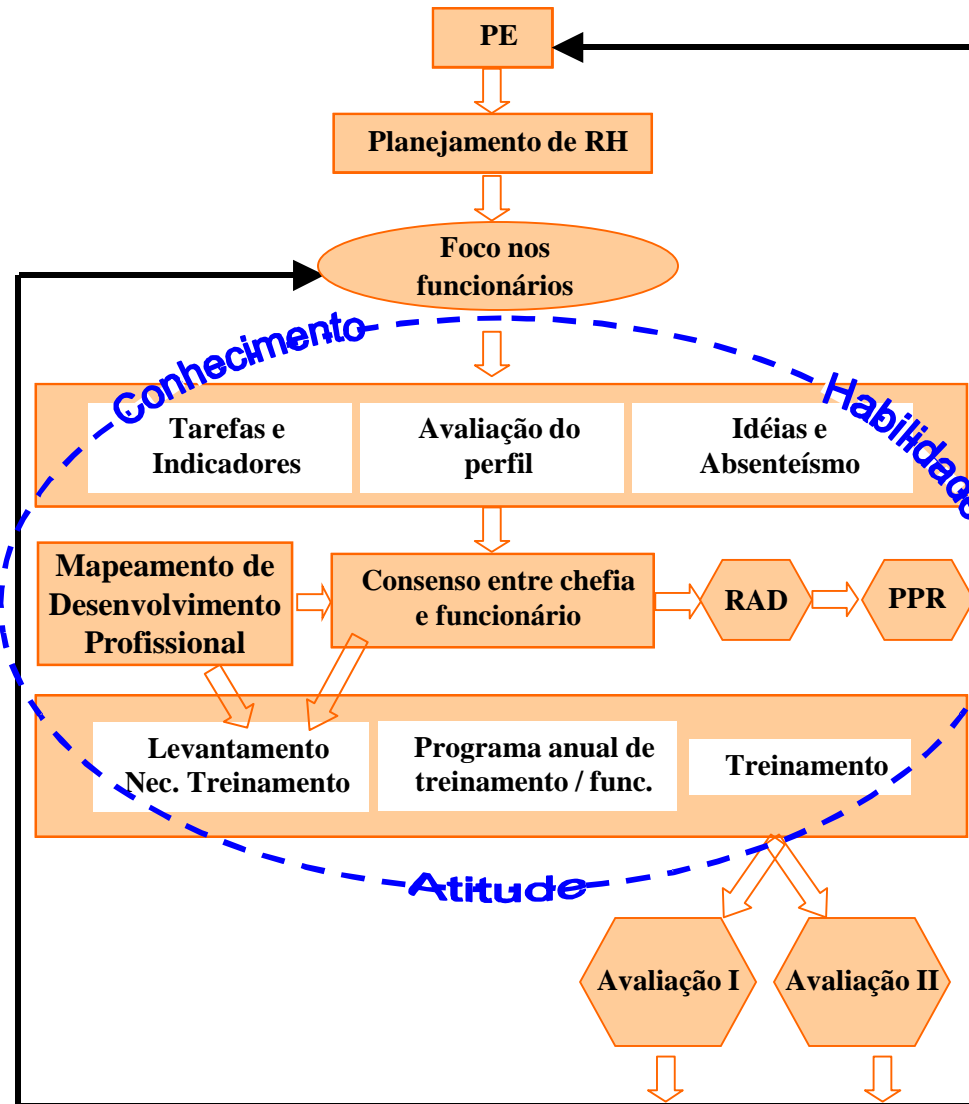 PE
Planejamento de RH
Foco nos
funcionários
Conhecimento
Habilidade
Tarefas e
Indicadores
Avaliação do
perfil
Idéias e
Absenteísmo
Mapeamento de
Desenvolvimento
Profissional
Consenso entre chefia
e funcionário
RAD
PPR
Levantamento
Nec. Treinamento
Programa anual de
treinamento / func.
Treinamento
Atitude
Avaliação I
Avaliação II